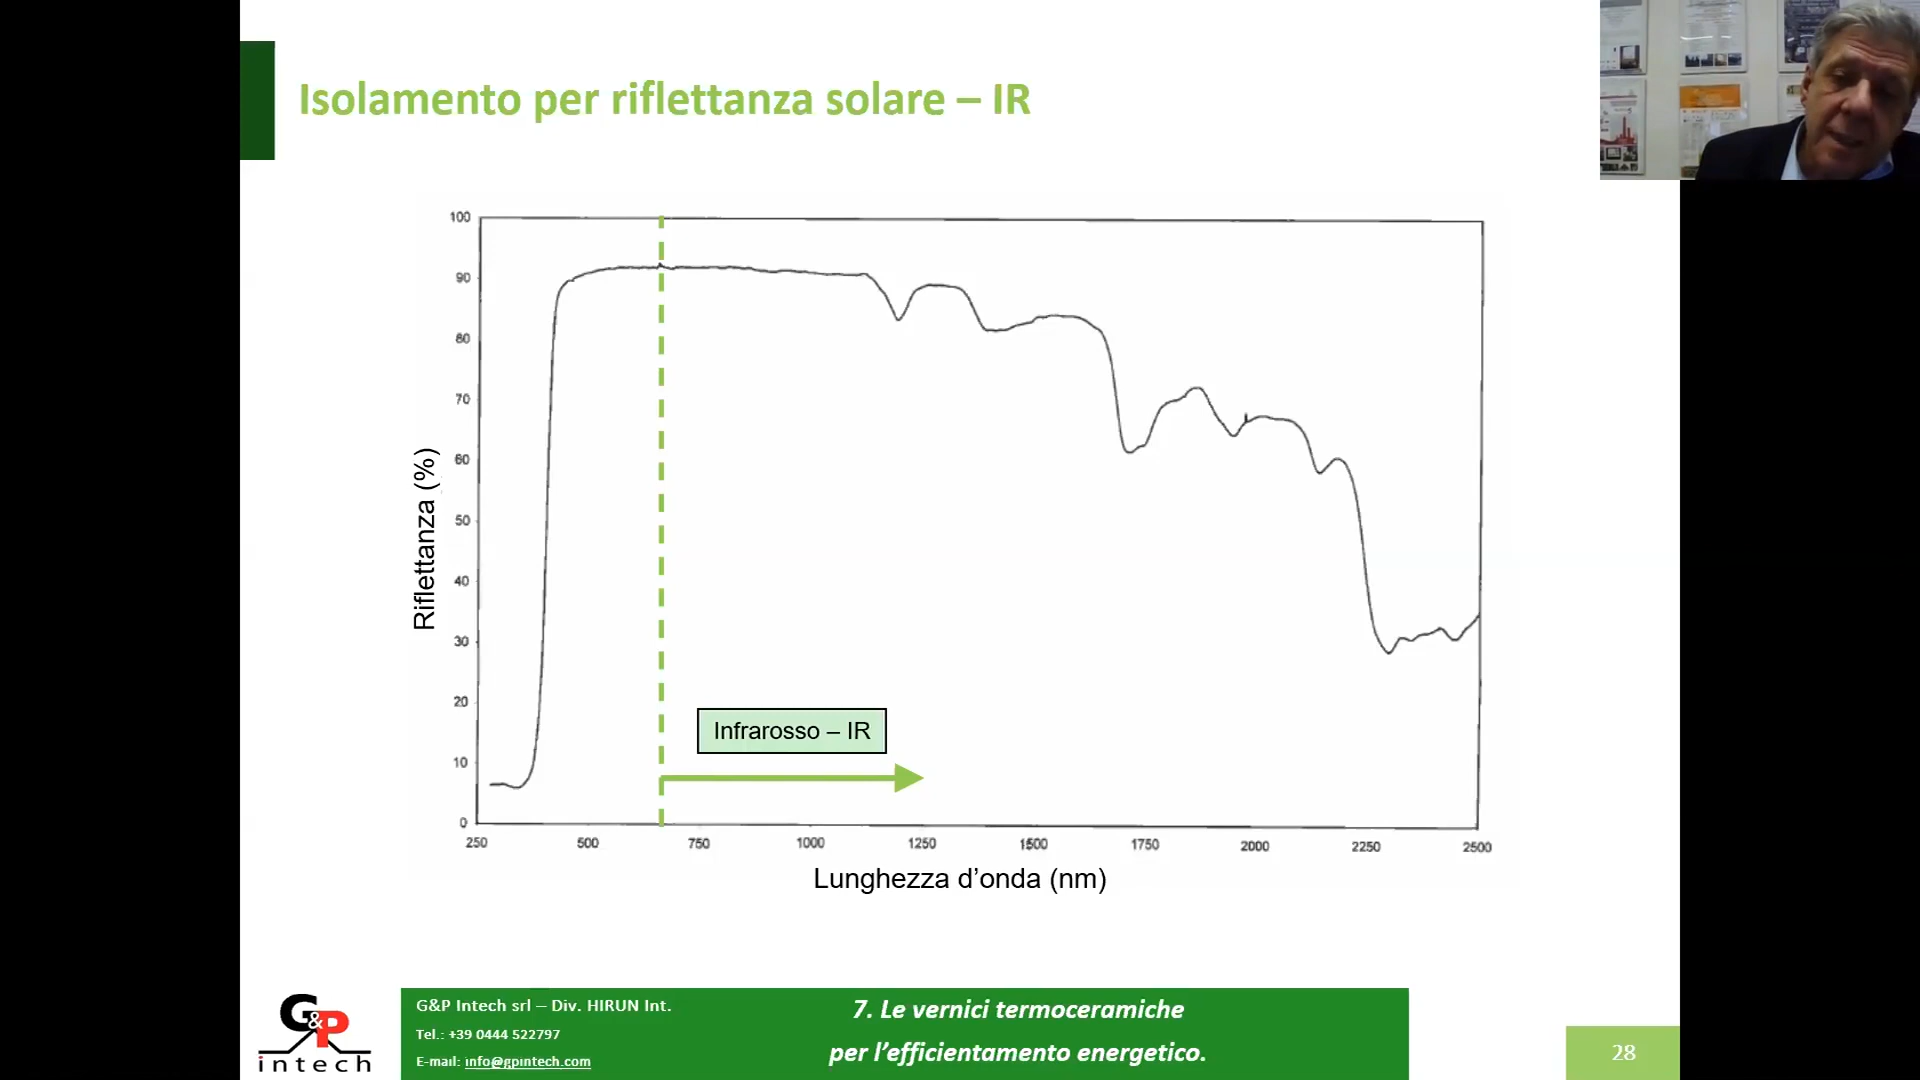 Isolamento per riflettanza solare – IR
100
90
80
70
60
50
40
30
20
10
0
Riflettanza (%)
Infrarosso – IR
250 500 750 1000 1250 1500 1750 2000 2250 2500
Lunghezza d’onda (nm)
G&P
intech
G&P Intech srl – Div. HIRUN Int.
Tel.: +39 0444 522797
E-mail: info@gpintech.com
7. Le vernici termoceramiche
per l’efficientamento energetico.
28